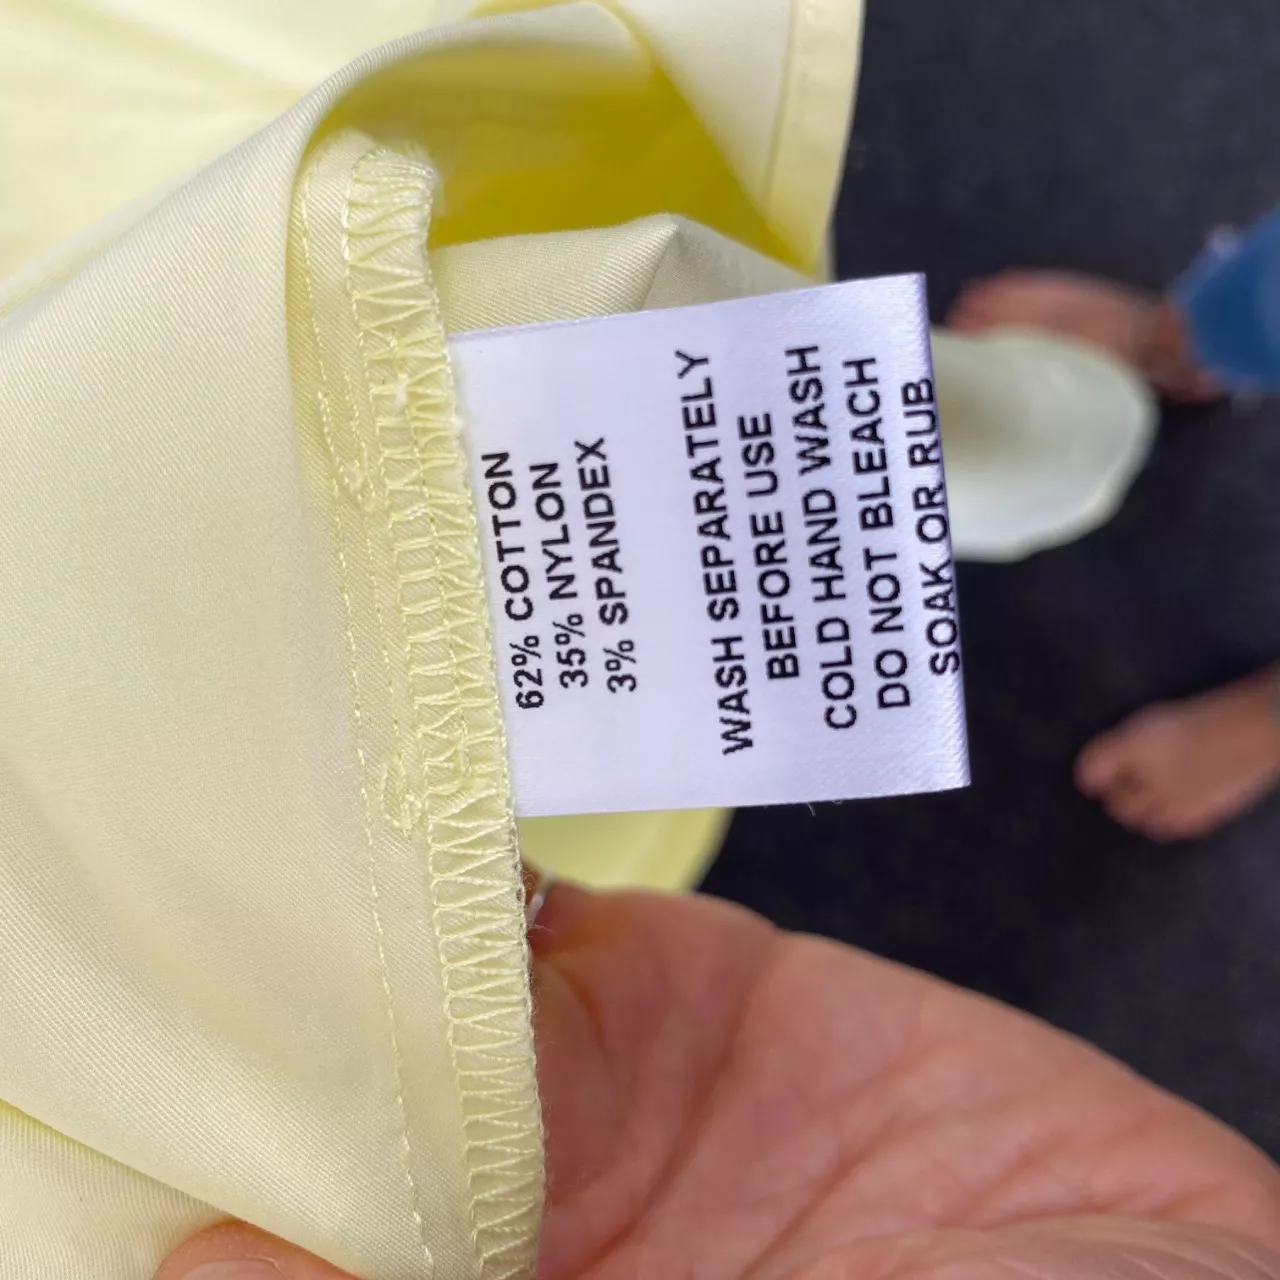 62% COTTON
35% NYLON
3% SPANDEX
WASH SEPARATELY
BEFORE USE
COLD HAND WASH
DO NOT BLEACH
SOAK OR RUB